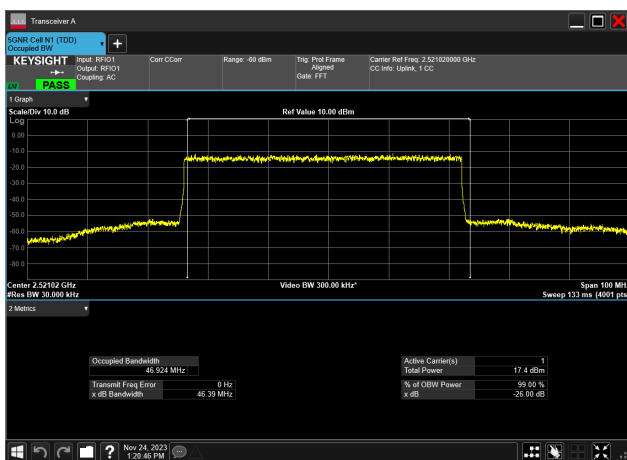 Transceiver A
5GNR Cell N1 (TDD)
Occupied BW
KEYSIGHT
LXI
PASS
Input: RFIO1
Output: RFIO1
Coupling: AC
Corr CCorr
Range: -60 dBm
Trig: Prot Frame
Aligned
Gate: FFT
Carrier Ref Freq: 2.521020000 GHz
CC Info: Uplink, 1 CC
1 Graph
Scale/Div 10.0 dB
Ref Value 10.00 dBm
Log
0.00
-10.0
-20.0
-30.0
-40.0
-50.0
-60.0
-70.0
-80.0
Center 2.52102 GHz
#Res BW 30.000 kHz
Video BW 300.00 kHz*
Span 100 MH
Sweep 133 ms (4001 pts
2 Metrics
Occupied Bandwidth
46.924 MHz
Transmit Freq Error 0 Hz
x dB Bandwidth 46.39 MHz
Active Carrier(s) 1
Total Power 17.4 dBm
% of OBW Power 99.00 %
x dB -26.00 dB
Nov 24, 2023
1:20:46 PM